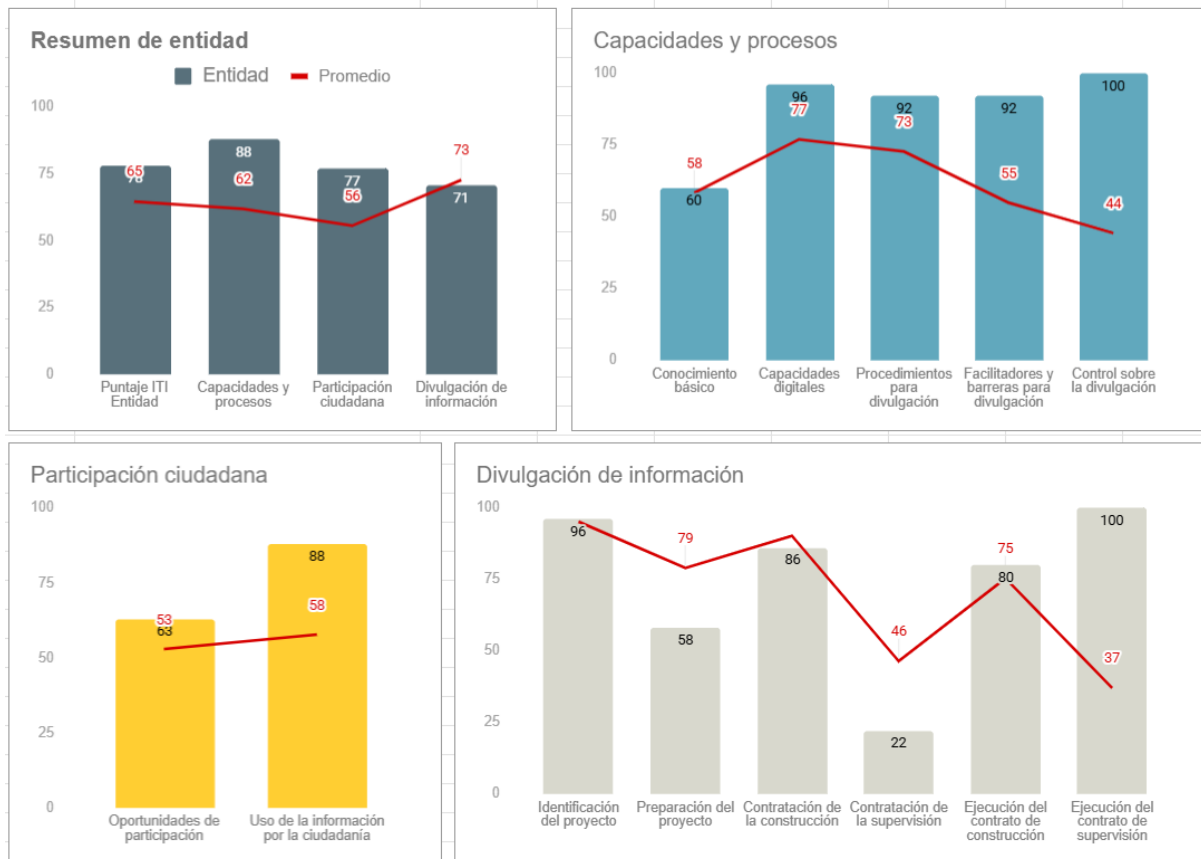 Resumen de entidad
Entidad Promedio
100
75
50
25
0
65
78
88
62
77
56
73
71
Puntaje ITI
Entidad
Capacidades y
procesos
Participación
ciudadana
Divulgación de
información
Capacidades y procesos
100
75
50
25
0
58
60
96
77
92
73
92
55
100
44
Conocimiento
básico
Capacidades
digitales
Procedimientos
para
divulgación
Facilitadores y
barreras para
divulgación
Control sobre
la divulgación
Participación ciudadana
100
75
50
25
0
53
63
88
58
Oportunidades de
participación
Uso de la información
por la ciudadanía
Divulgación de información
100
75
50
25
0
96
79
58
86
46
22
75
80
100
37
Identificación
del proyecto
Preparación del
proyecto
Contratación de
la construcción
Contratación de
la supervisión
Ejecución del
contrato de
construcción
Ejecución del
contrato de
supervisión